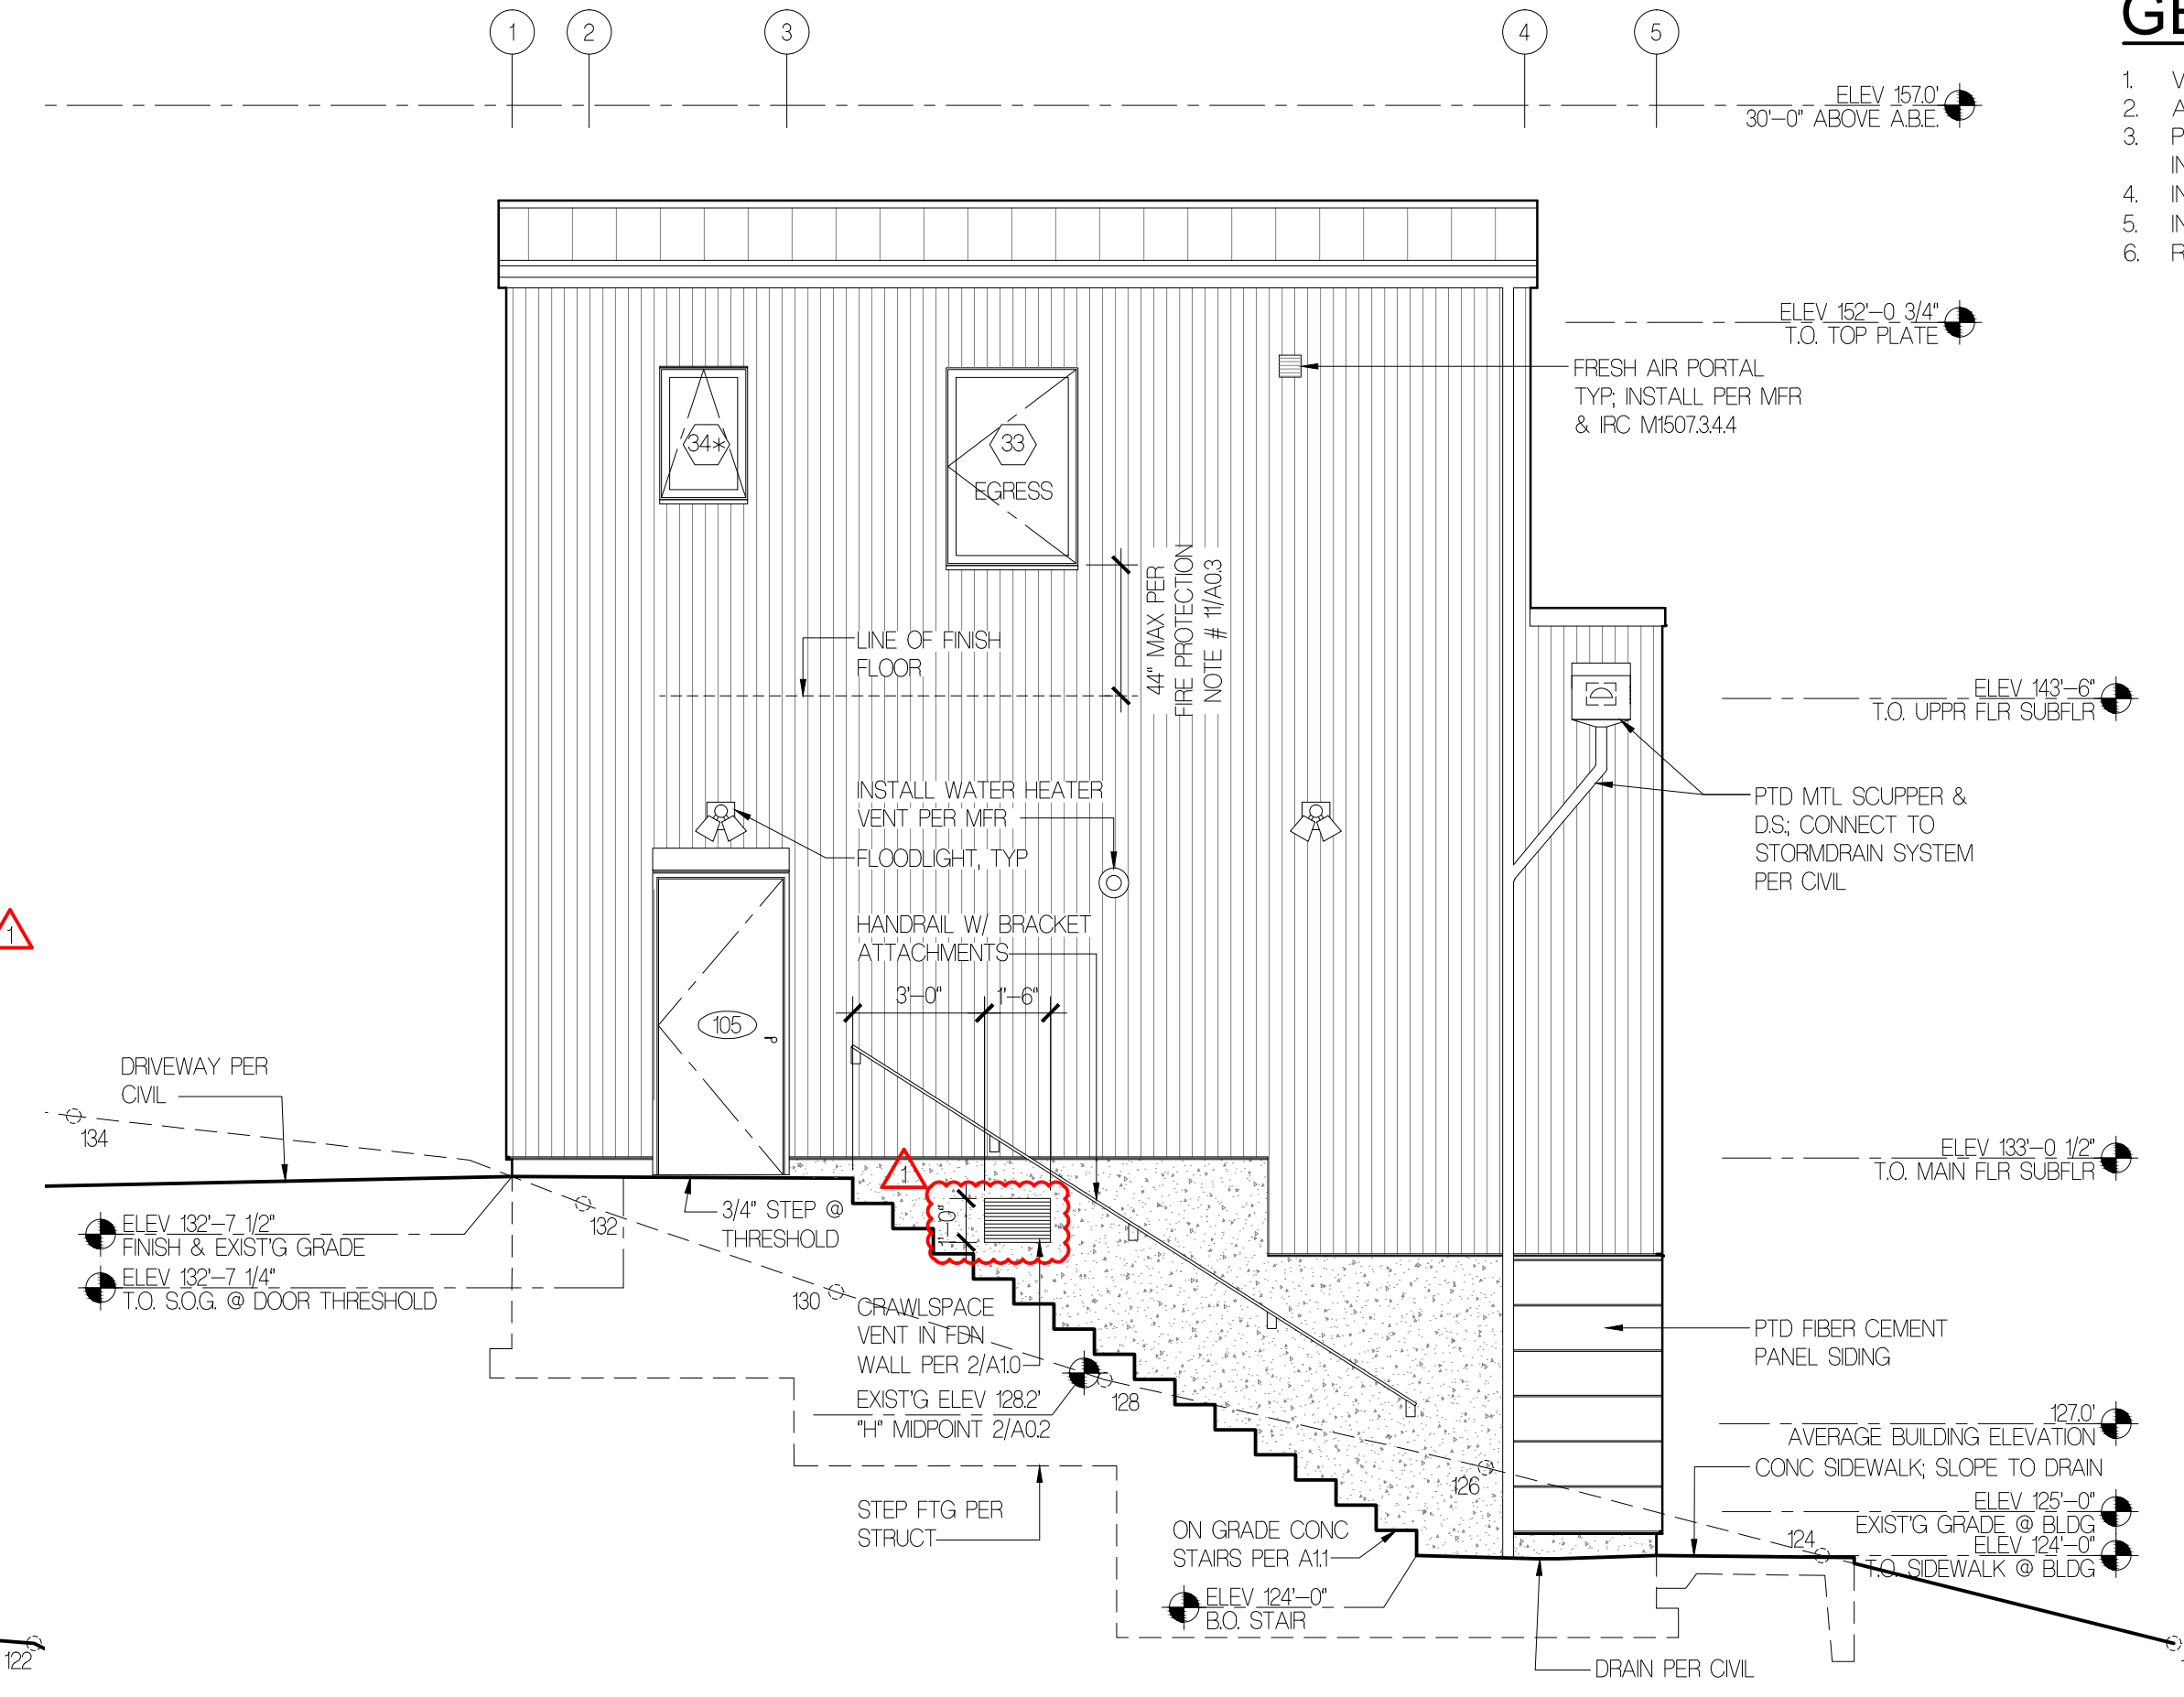 1
2
3
4
5
GE
1. V
2. A
3. P
IN
4. IN
5. IN
6. R
ELEV 157.0'
30'-0" ABOVE A.B.E.
ELEV 152'-0 3/4"
T.O. TOP PLATE
FRESH AIR PORTAL
TYP; INSTALL PER MFR
& IRC M1507.3.4.4
34*
33
EGRESS
44" MAX PER
FIRE PROTECTION
NOTE # 11/A0.3
LINE OF FINISH
FLOOR
ELEV 143'-6"
T.O. UPPR FLR SUBFLR
INSTALL WATER HEATER
VENT PER MFR
FLOODLIGHT, TYP
PTD MTL SCUPPER &
D.S.; CONNECT TO
STORMDRAIN SYSTEM
PER CIVIL
HANDRAIL W/ BRACKET
ATTACHMENTS
1
3'-0"
1'-6"
105
DRIVEWAY PER
CIVIL
134
ELEV 133'-0 1/2"
T.O. MAIN FLR SUBFLR
1
1'-0"
132
3/4" STEP @
THRESHOLD
ELEV 132'-7 1/2"
FINISH & EXIST'G GRADE
ELEV 132'-7 1/4"
T.O. S.O.G. @ DOOR THRESHOLD
130
CRAWLSPACE
VENT IN FDN
WALL PER 2/A1.0
EXIST'G ELEV 128.2'
"H" MIDPOINT 2/A0.2
128
PTD FIBER CEMENT
PANEL SIDING
127.0'
AVERAGE BUILDING ELEVATION
CONC SIDEWALK; SLOPE TO DRAIN
126
ELEV 125'-0"
EXIST'G GRADE @ BLDG
124
ELEV 124'-0"
T.O. SIDEWALK @ BLDG
STEP FTG PER
STRUCT
ON GRADE CONC
STAIRS PER A1.1
ELEV 124'-0"
B.O. STAIR
DRAIN PER CIVIL
122